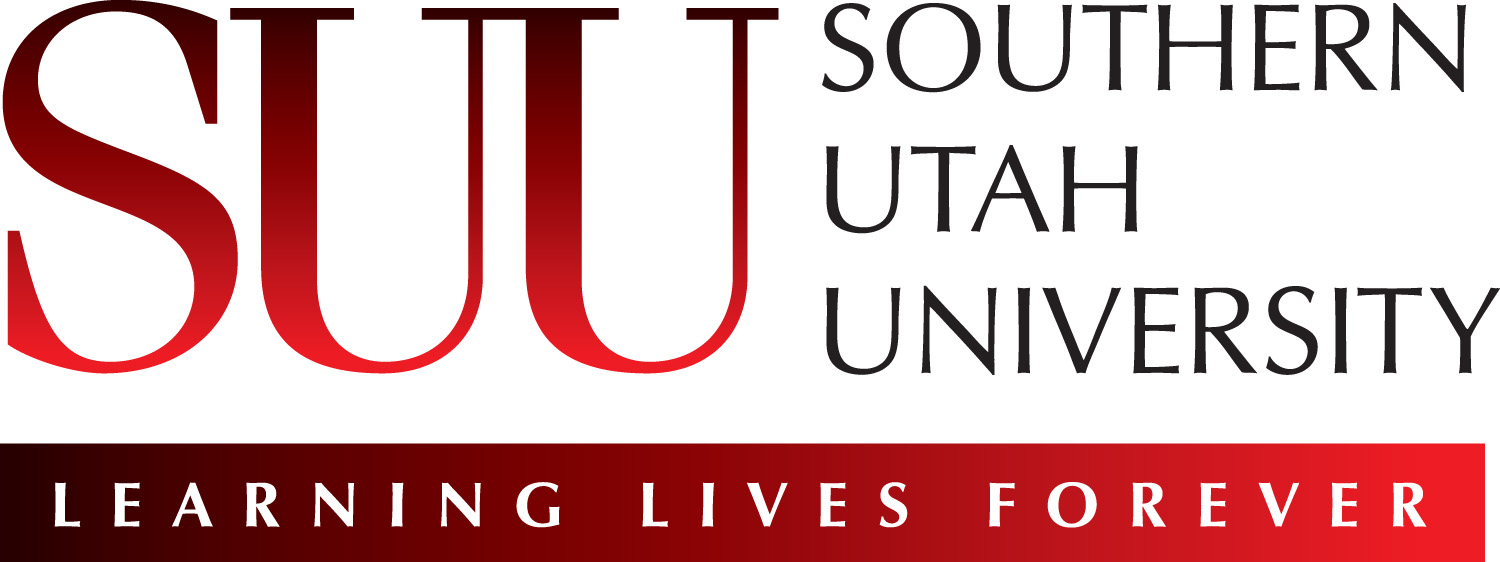 SUU
SOUTHERN
UTAH
UNIVERSITY
LEARNING LIVES FOREVER